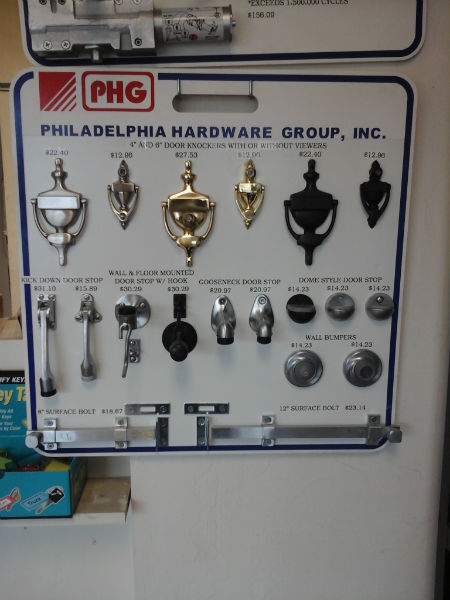 *EXCEEDS 1,500,000 CYCLES
$156.09
PHG
PHILADELPHIA HARDWARE GROUP, INC.
4" AND 6" DOOR KNOCKERS WITH OR WITHOUT VIEWERS
$22.40 $12.96 $27.53 $12.96 $22.40 $12.96
KICK DOWN DOOR STOP
$31.10 $15.89
WALL & FLOOR MOUNTED
DOOR STOP W/ HOOK
$30.29 $30.29
GOOSENECK DOOR STOP
$20.97 $20.97
DOME STYLE DOOR STOP
$14.23 $14.23 $14.23
WALL BUMPERS
$14.23 $14.23
8" SURFACE BOLT $18.67
12" SURFACE BOLT $23.14